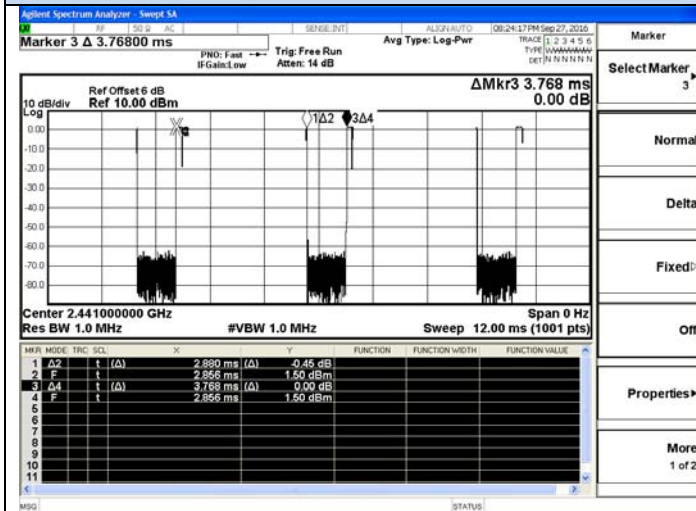 Agilent Spectrum Analyzer - Swept SA
RF 50 Ω AC SENSE:INT ALIGNAUTO 08:24:17 PM Sep 27, 2016
Marker 3 Δ 3.76800 ms
PNO: Fast
IFGain:Low
Trig: Free Run
Atten: 14 dB
Avg Type: Log-Pwr
TRACE 1 2 3 4 5 6
TYPE
DET N N N N N N
Ref Offset 6 dB
Ref 10.00 dBm
10 dB/div
Log
ΔMkr3 3.768 ms
0.00 dB
1Δ2
3Δ4
0.00
-10.0
-20.0
-30.0
-40.0
-50.0
-60.0
-70.0
-80.0
Center 2.441000000 GHz
Span 0 Hz
Res BW 1.0 MHz
#VBW 1.0 MHz
Sweep 12.00 ms (1001 pts)
MKR MODE TRC SCL X Y FUNCTION FUNCTION WIDTH FUNCTION VALUE
1 Δ2 t (Δ) 2.880 ms (Δ) -0.45 dB
2 F t 2.856 ms 1.50 dBm
3 Δ4 t (Δ) 3.768 ms (Δ) 0.00 dB
4 F t 2.856 ms 1.50 dBm
5
6
7
8
9
10
11
MSG
STATUS
Marker
Select Marker
3
Normal
Delta
Fixed
Off
Properties
More
1 of 2